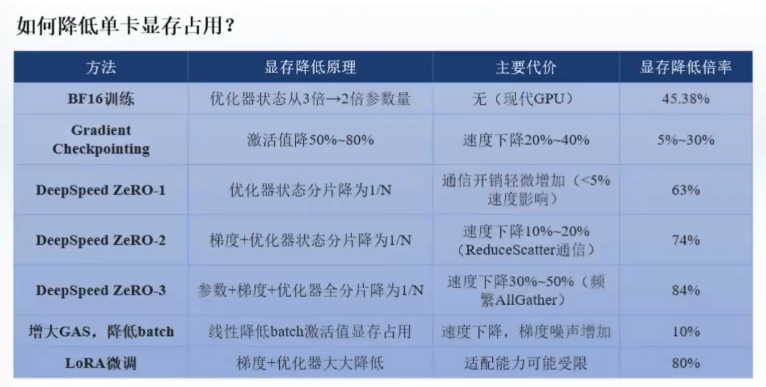 如何降低单卡显存占用？
方法 显存降低原理 主要代价 显存降低倍率
BF16训练 优化器状态从3倍→2倍参数量 无（现代GPU） 45.38%
Gradient
Checkpointing 激活值降50%~80% 速度下降20%~40% 5%~30%
DeepSpeed ZeRO-1 优化器状态分片降为1/N 通信开销轻微增加（<5%
速度影响） 63%
DeepSpeed ZeRO-2 梯度+优化器状态分片降为1/N 速度下降10%~20%
（ReduceScatter通信） 74%
DeepSpeed ZeRO-3 参数+梯度+优化器全分片降为1/N 速度下降30%~50%（频
繁AllGather） 84%
增大GAS，降低batch 线性降低batch激活值显存占用 速度下降，梯度噪声增加 10%
LoRA微调 梯度+优化器大大降低 适配能力可能受限 80%